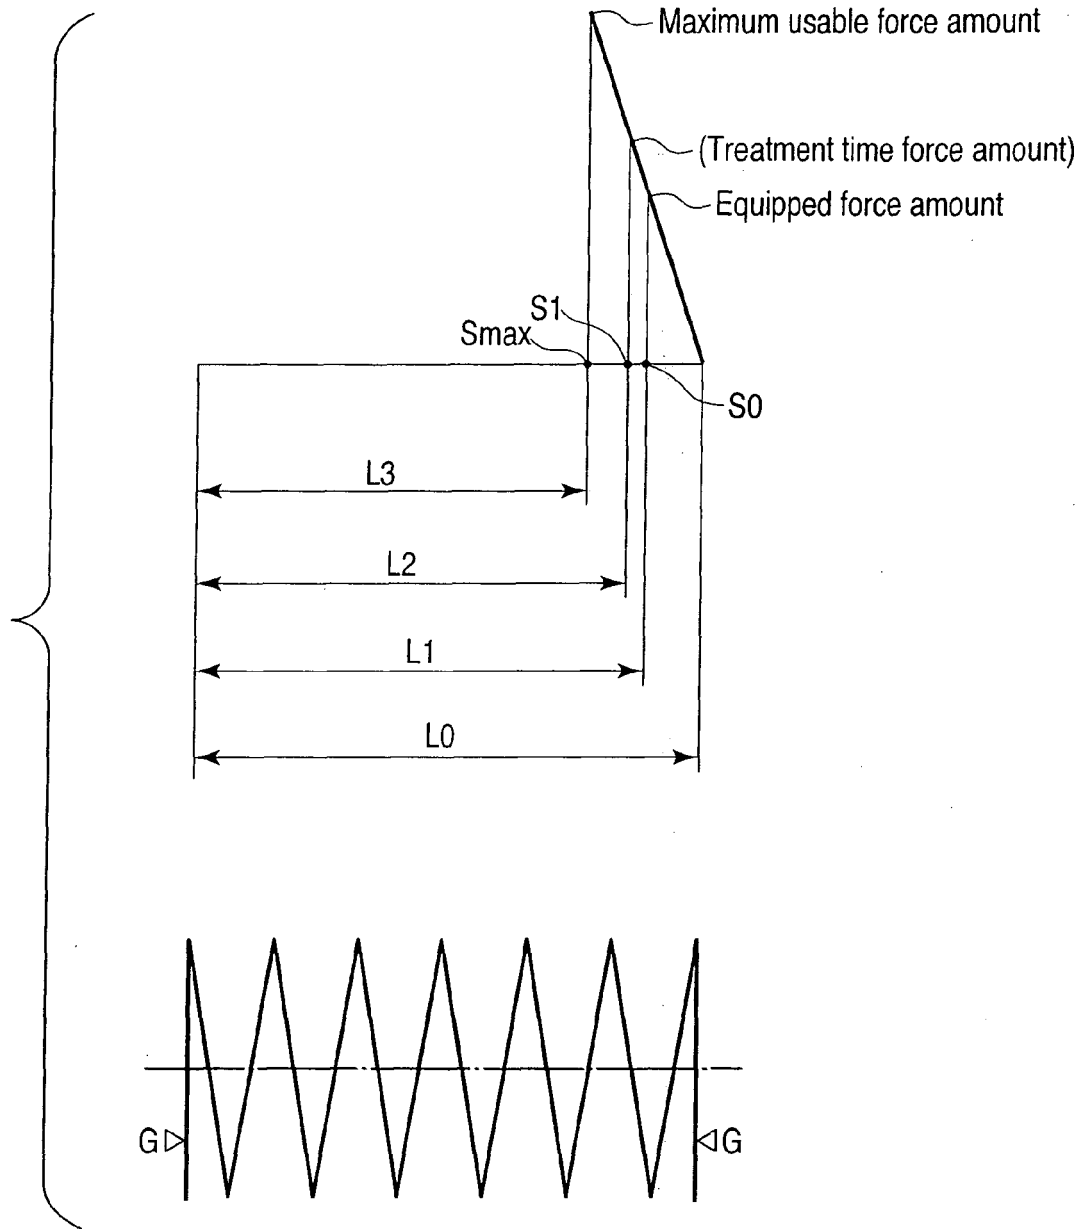 Maximum usable force amount
(Treatment time force amount)
Equipped force amount
S1
Smax
S0
L3
L2
L1
L0
G G